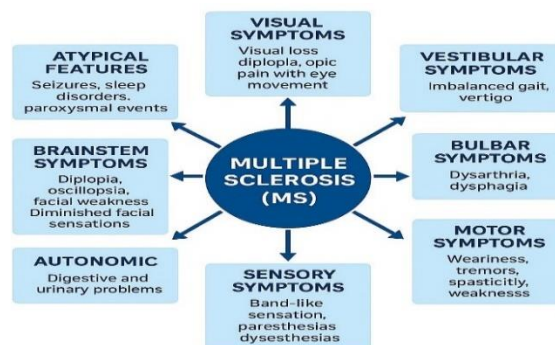 VISUAL
SYMPTOMS
Visual loss
diplopla, opic
pain with eye
movement
ATYPICAL
FEATURES
Seizures, sleep
disorders.
paroxysmal events
VESTIBULAR
SYMPTOMS
Imbalanced gait,
vertigo
BRAINSTEM
SYMPTOMS
Diplopia,
oscillopsia,
facial weakness
Diminished facial
sensations
MULTIPLE
SCLEROSIS
(MS)
BULBAR
SYMPTOMS
Dysarthria,
dysphagia
AUTONOMIC
Digestive and
urinary problems
SENSORY
SYMPTOMS
Band-like
sensation,
paresthesias
dysesthesias
MOTOR
SYMPTOMS
Weariness,
tremors,
spasticitly,
weaknesss